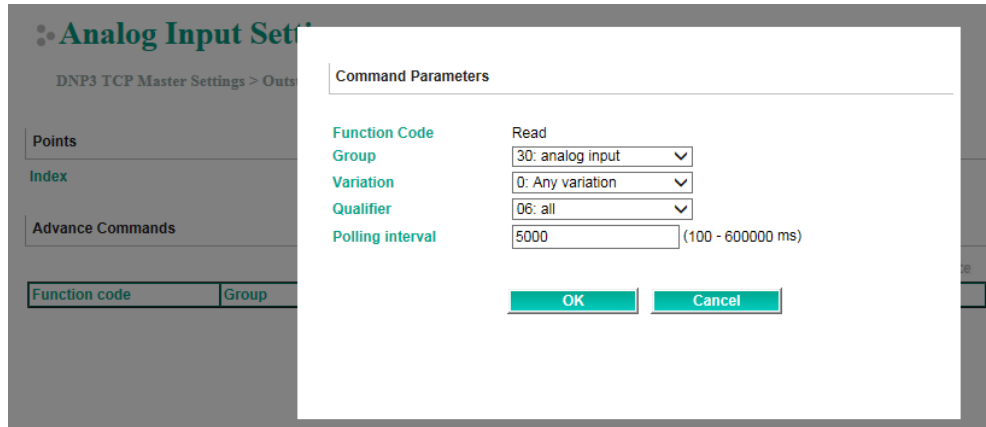 Analog Input Sett
DNP3 TCP Master Settings > Outs
Points
Index
Advance Commands
Function code Group
Command Parameters
Function Code Read
Group 30: analog input
Variation 0: Any variation
Qualifier 06: all
Polling interval 5000 (100 - 600000 ms)
OK Cancel